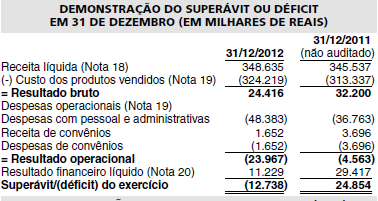 DEMONSTRAÇÃO DO SUPERÁVIT OU DÉFICIT
EM 31 DE DEZEMBRO (EM MILHARES DE REAIS)
31/12/2011
31/12/2012 (não auditado)
Receita líquida (Nota 18) 348.635 345.537
(-) Custo dos produtos vendidos (Nota 19) (324.219) (313.337)
= Resultado bruto 24.416 32.200
Despesas operacionais (Nota 19)
Despesas com pessoal e administrativas (48.383) (36.763)
Receita de convênios 1.652 3.696
Despesas de convênios (1.652) (3.696)
= Resultado operacional (23.967) (4.563)
Resultado financeiro líquido (Nota 20) 11.229 29.417
Superávit/(déficit) do exercício (12.738) 24.854